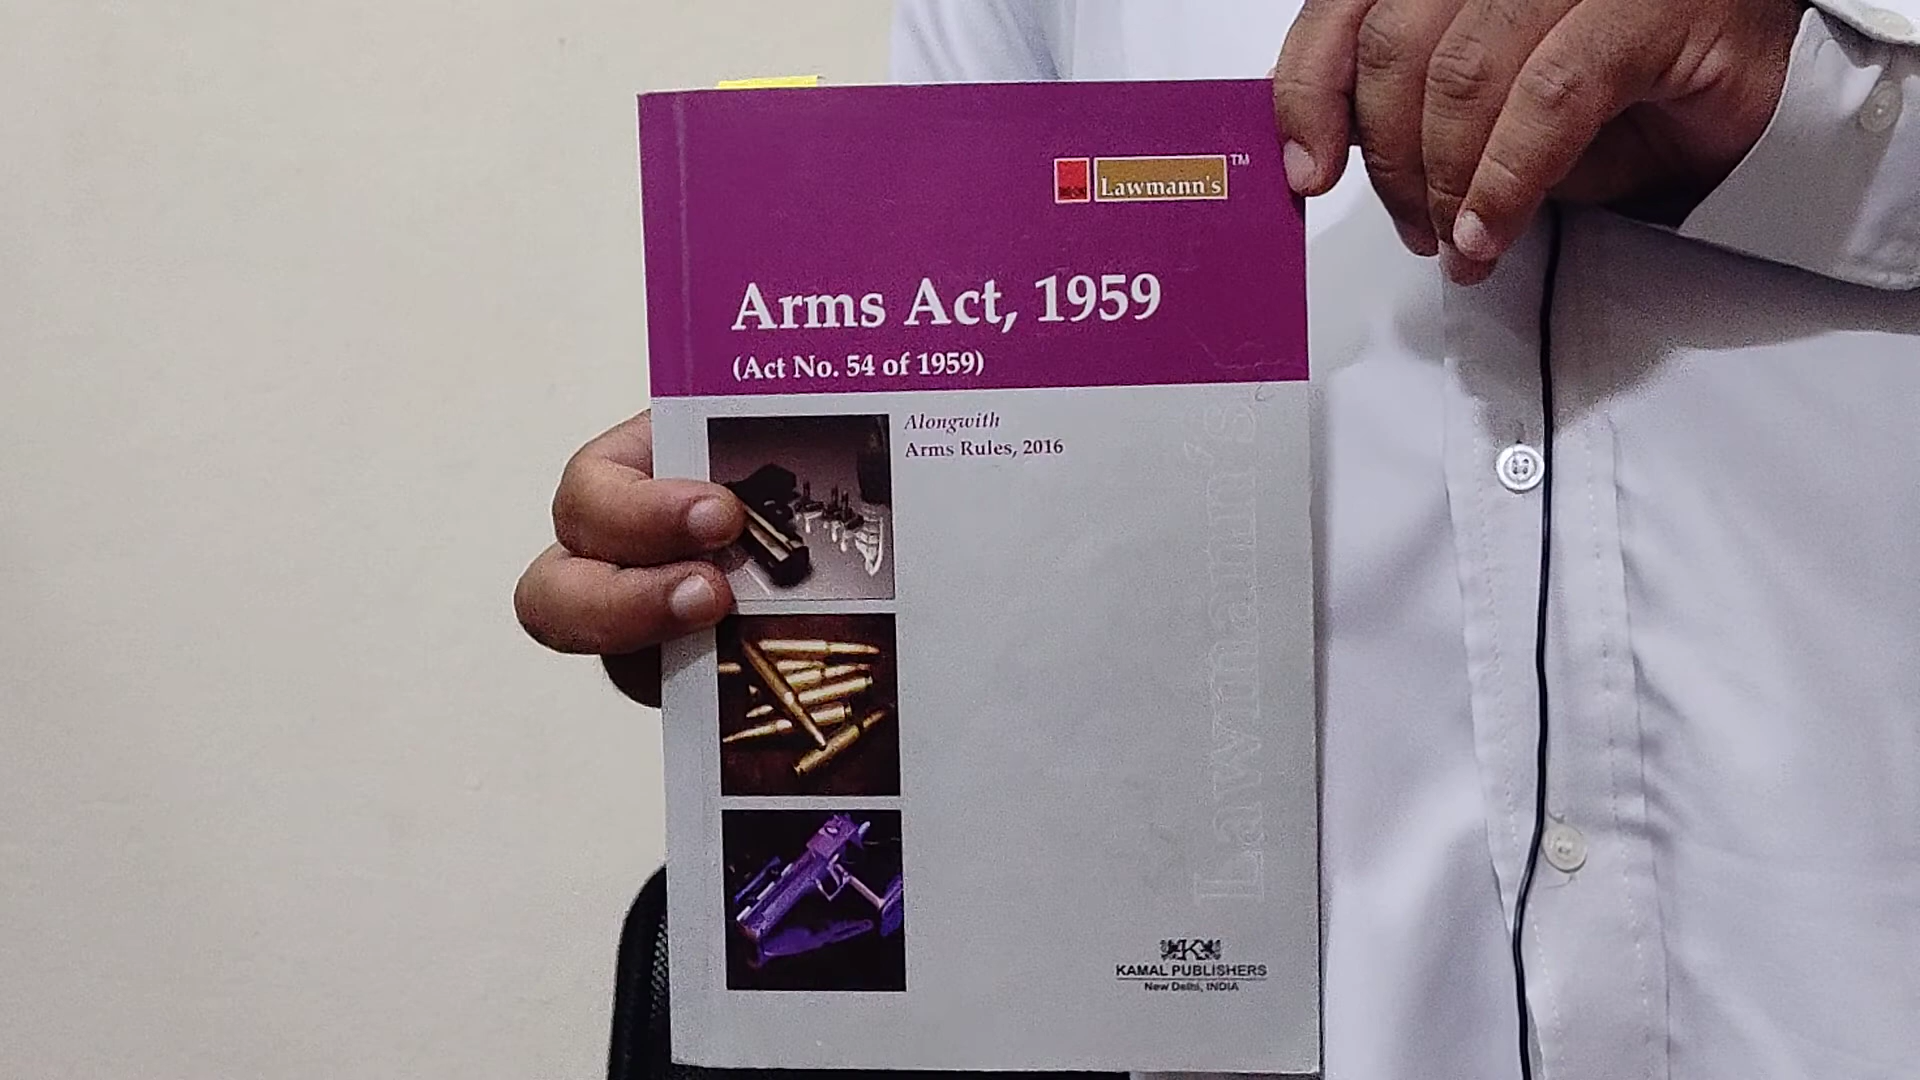 Lawmann's TM
Arms Act, 1959
(Act No. 54 of 1959)
Alongwith
Arms Rules, 2016
Lawmann's
KAMAL PUBLISHERS
New Delhi, INDIA